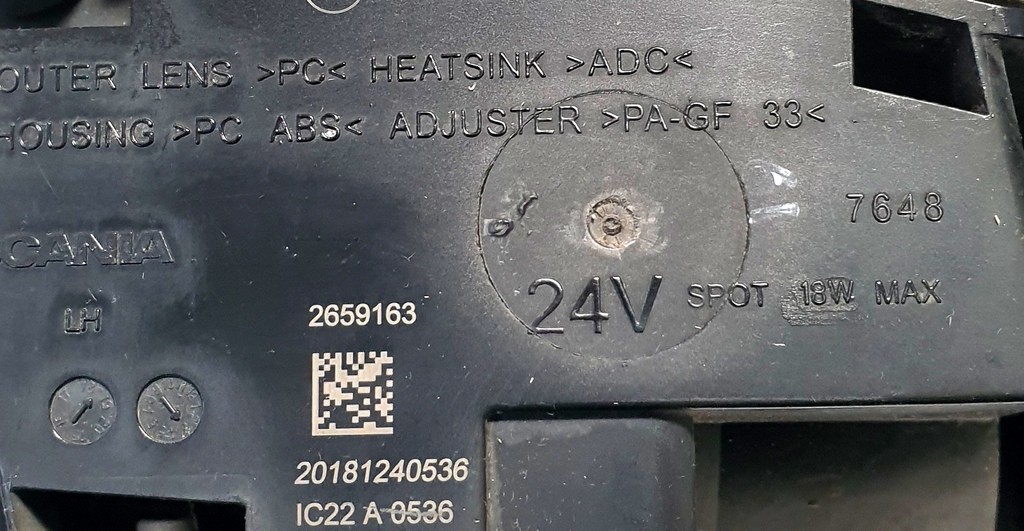 OUTER LENS >PC< HEATSINK >ADC<
HOUSING >PC ABS< ADJUSTER >PA-GF 33<
7648
SCANIA
24V SPOT 18W MAX
LH
2659163
20181240536
IC22 A 0536